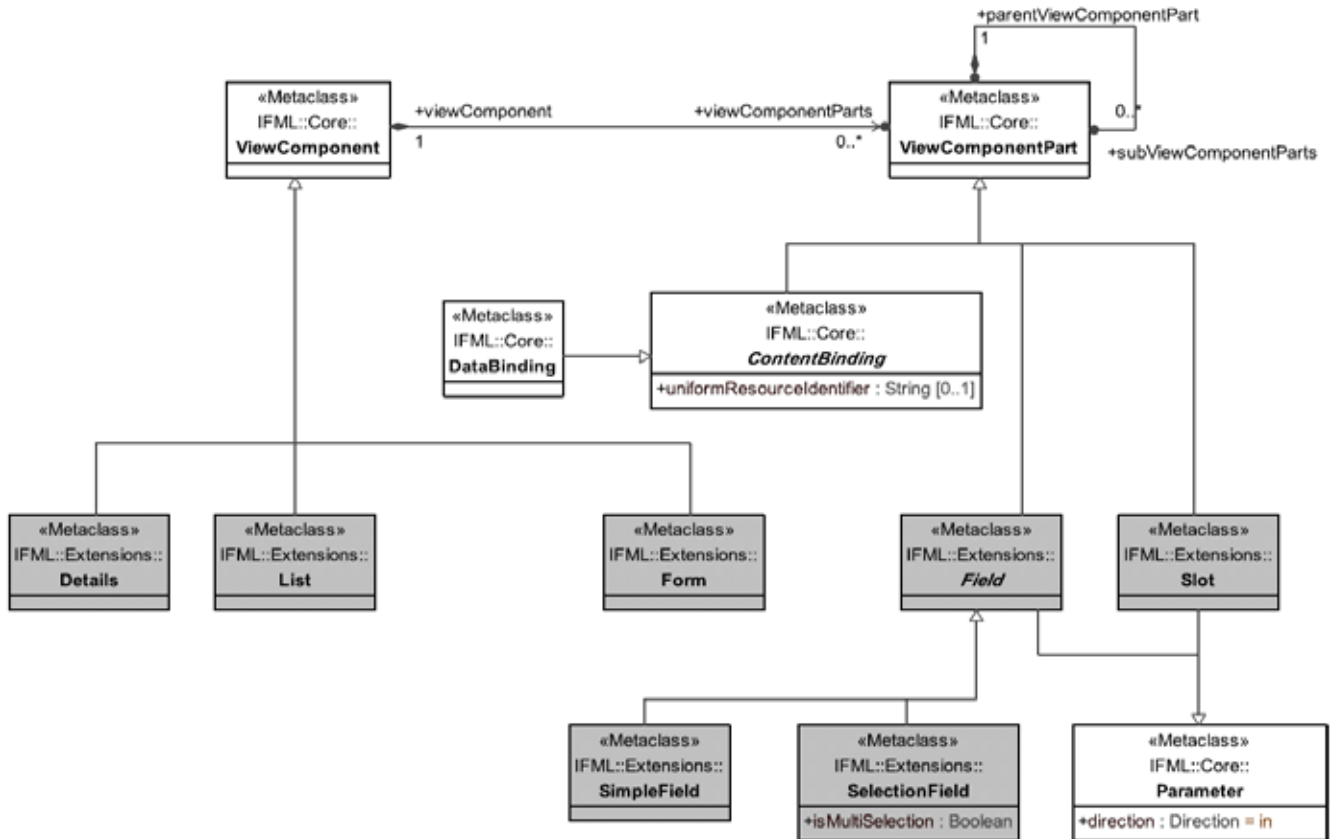 +parentViewComponentPart
1
«Metaclass»
IFML::Core::
ViewComponent
+viewComponent
1
+viewComponentParts
0..*
«Metaclass»
IFML::Core::
ViewComponentPart
0..*
+subViewComponentParts
«Metaclass»
IFML::Core::
DataBinding
«Metaclass»
IFML::Core::
ContentBinding
+uniformResourceIdentifier : String [0..1]
«Metaclass»
IFML::Extensions::
Details
«Metaclass»
IFML::Extensions::
List
«Metaclass»
IFML::Extensions::
Form
«Metaclass»
IFML::Extensions::
Field
«Metaclass»
IFML::Extensions::
Slot
«Metaclass»
IFML::Extensions::
SimpleField
«Metaclass»
IFML::Extensions::
SelectionField
+isMultiSelection : Boolean
«Metaclass»
IFML::Core::
Parameter
+direction : Direction = in